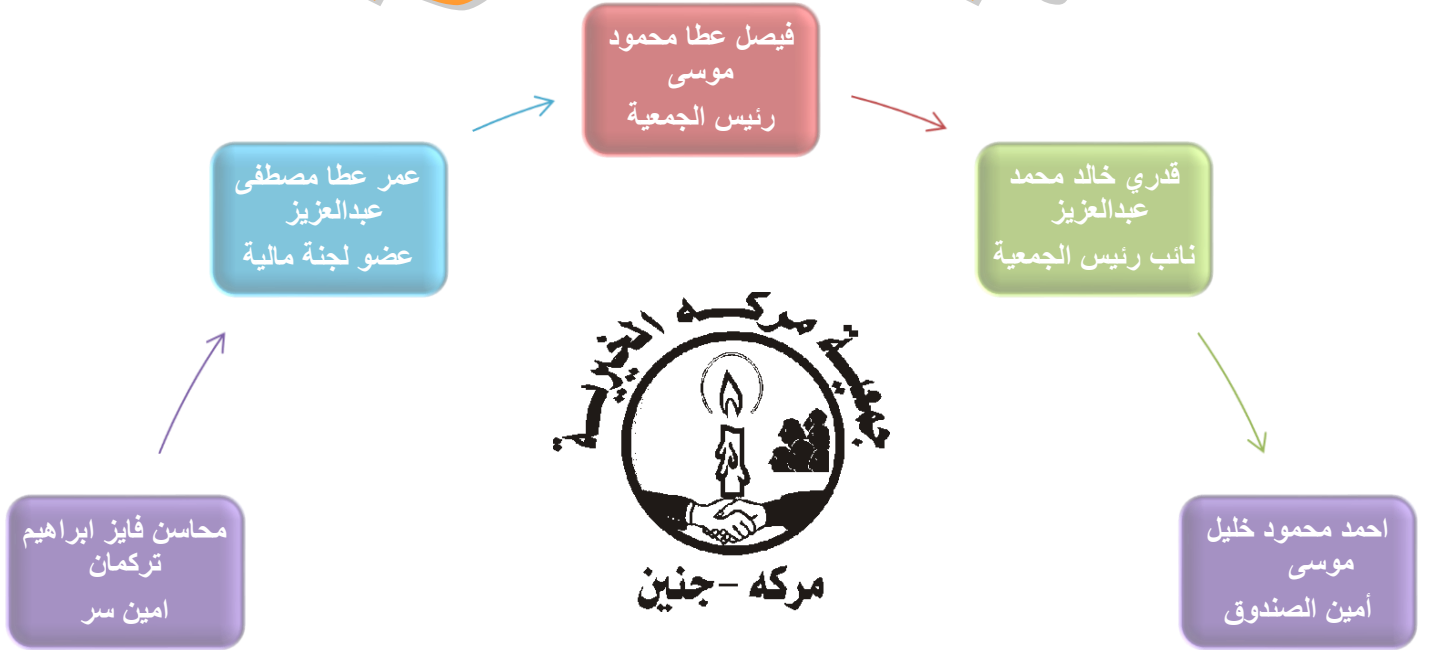 فيصل عطا محمود
موسى
رئيس الجمعية
قدري خالد محمد
عبدالعزيز
نائب رئيس الجمعية
عمر عطا مصطفى
عبدالعزيز
عضو لجنة مالية
جمعية مركه الخيرية
مركه - جنين
احمد محمود خليل
موسى
أمين الصندوق
محاسن فايز ابراهيم
تركمان
امين سر